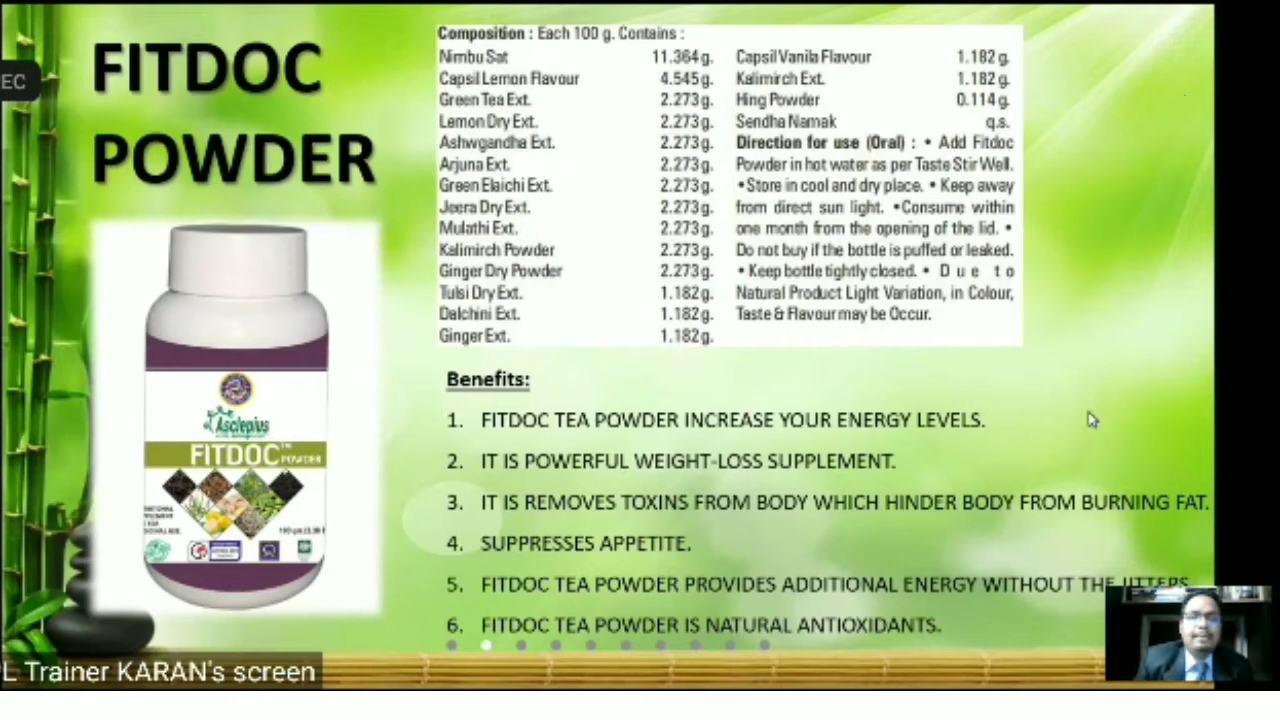 FITDOC
POWDER
EC
Composition : Each 100 g. Contains :
Nimbu Sat 11.364 g.
Capsil Lemon Flavour 4.545 g.
Green Tea Ext. 2.273 g.
Lemon Dry Ext. 2.273 g.
Ashwgandha Ext. 2.273 g.
Arjuna Ext. 2.273 g.
Green Elaichi Ext. 2.273 g.
Jeera Dry Ext. 2.273 g.
Mulathi Ext. 2.273 g.
Kalimirch Powder 2.273 g.
Ginger Dry Powder 2.273 g.
Tulsi Dry Ext. 1.182 g.
Dalchini Ext. 1.182 g.
Ginger Ext. 1.182 g.
Capsil Vanila Flavour 1.182 g.
Kalimirch Ext. 1.182 g.
Hing Powder 0.114 g.
Sendha Namak q.s.
Direction for use (Oral) : • Add Fitdoc
Powder in hot water as per Taste Stir Well.
•Store in cool and dry place. • Keep away
from direct sun light. •Consume within
one month from the opening of the lid. •
Do not buy if the bottle is puffed or leaked.
• Keep bottle tightly closed. • Due to
Natural Product Light Variation, in Colour,
Taste & Flavour may be Occur.
Asclepius
FITDOC™ POWDER
Benefits:
1. FITDOC TEA POWDER INCREASE YOUR ENERGY LEVELS.
2. IT IS POWERFUL WEIGHT-LOSS SUPPLEMENT.
3. IT IS REMOVES TOXINS FROM BODY WHICH HINDER BODY FROM BURNING FAT.
4. SUPPRESSES APPETITE.
5. FITDOC TEA POWDER PROVIDES ADDITIONAL ENERGY WITHOUT THE JITTERS
6. FITDOC TEA POWDER IS NATURAL ANTIOXIDANTS.
L Trainer KARAN's screen